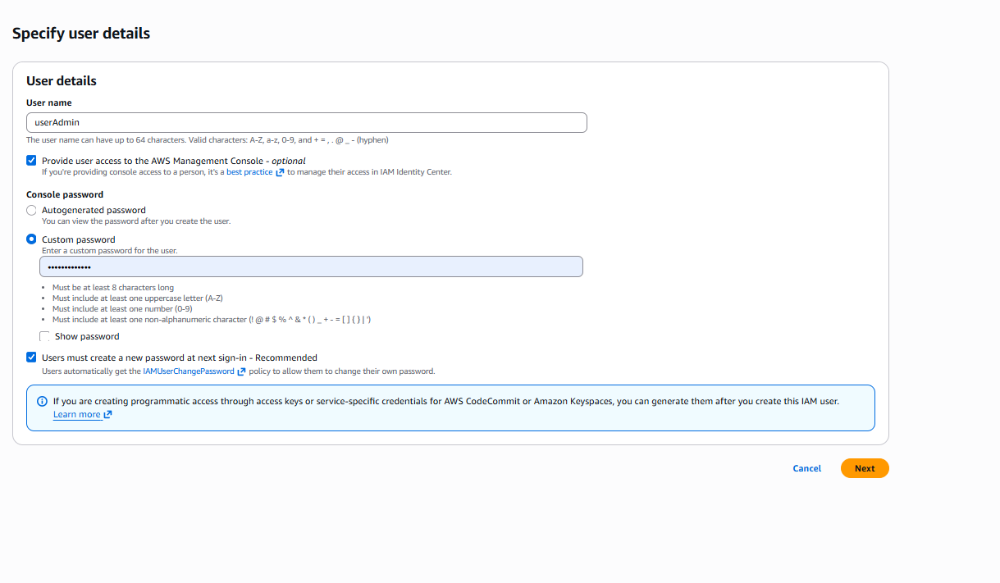 Specify user details
User details
User name
userAdmin
The user name can have up to 64 characters. Valid characters: A-Z, a-z, 0-9, and + = , . @ _ - (hyphen)
Provide user access to the AWS Management Console - optional
If you're providing console access to a person, it's a best practice to manage their access in IAM Identity Center.
Console password
Autogenerated password
You can view the password after you create the user.
Custom password
Enter a custom password for the user.
•••••••••••••
• Must be at least 8 characters long
• Must include at least one uppercase letter (A-Z)
• Must include at least one number (0-9)
• Must include at least one non-alphanumeric character (! @ # $ % ^ & * ( ) _ + - = [ ] { } | ')
Show password
Users must create a new password at next sign-in - Recommended
Users automatically get the IAMUserChangePassword policy to allow them to change their own password.
If you are creating programmatic access through access keys or service-specific credentials for AWS CodeCommit or Amazon Keyspaces, you can generate them after you create this IAM user.
Learn more
Cancel
Next